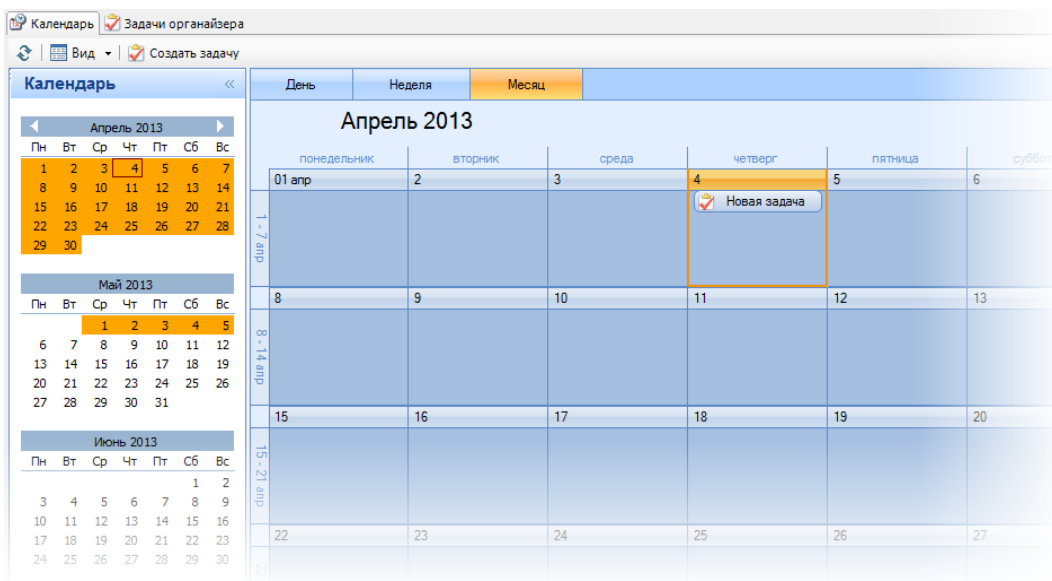 Календарь Задачи органайзера
Вид Создать задачу
Календарь «
День Неделя Месяц
Апрель 2013
Пн Вт Ср Чт Пт Сб Вс
1 2 3 4 5 6 7
8 9 10 11 12 13 14
15 16 17 18 19 20 21
22 23 24 25 26 27 28
29 30
Май 2013
Пн Вт Ср Чт Пт Сб Вс
1 2 3 4 5
6 7 8 9 10 11 12
13 14 15 16 17 18 19
20 21 22 23 24 25 26
27 28 29 30 31
Июнь 2013
Пн Вт Ср Чт Пт Сб Вс
1 2
3 4 5 6 7 8 9
10 11 12 13 14 15 16
17 18 19 20 21 22 23
24 25 26 27 28 29 30
Апрель 2013
понедельник вторник среда четверг пятница
01 апр 2 3 4 5 6
Новая задача
1 - 7 апр
8 9 10 11 12 13
8 - 14 апр
15 16 17 18 19 20
15 - 21 апр
22 23 24 25 26 27